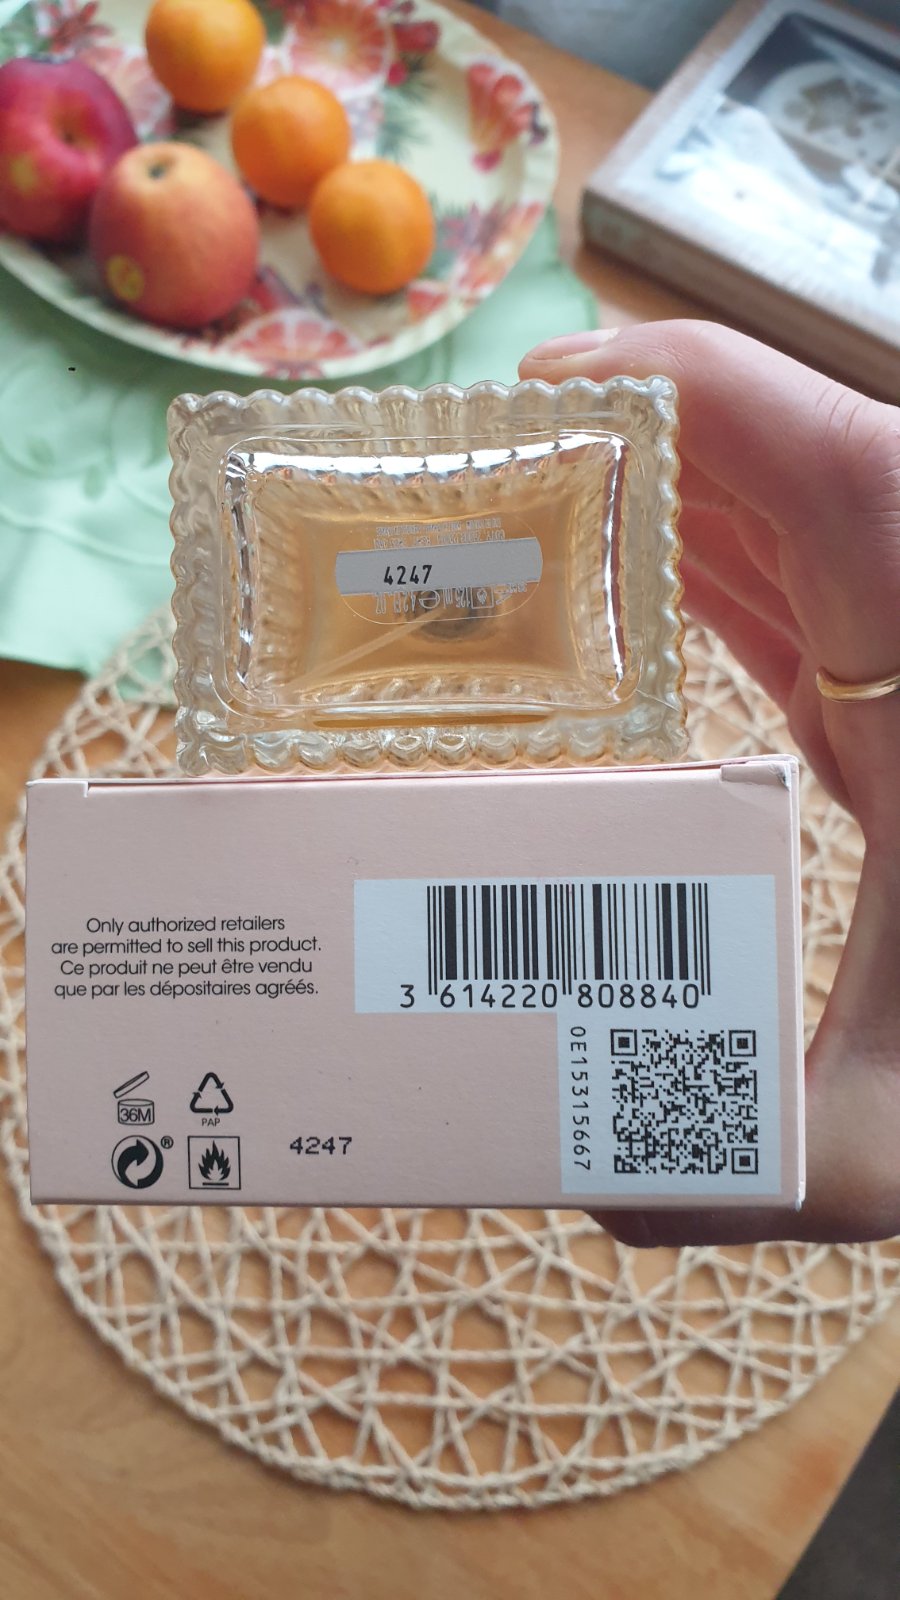 4247
Only authorized retailers
are permitted to sell this product.
Ce produit ne peut être vendu
que par les dépositaires agréés.
3 614220 808840
0E15315667
36M
PAP
®
4247